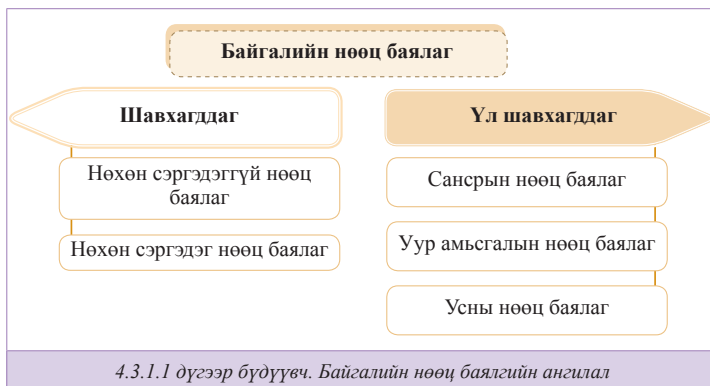 Байгалийн нөөц баялаг
Шавхагддаг
Үл шавхагддаг
Нөхөн сэргэдэггүй нөөц
баялаг
Нөхөн сэргэдэг нөөц баялаг
Сансрын нөөц баялаг
Уур амьсгалын нөөц баялаг
Усны нөөц баялаг
4.3.1.1 дүгээр бүдүүвч. Байгалийн нөөц баялгийн ангилал